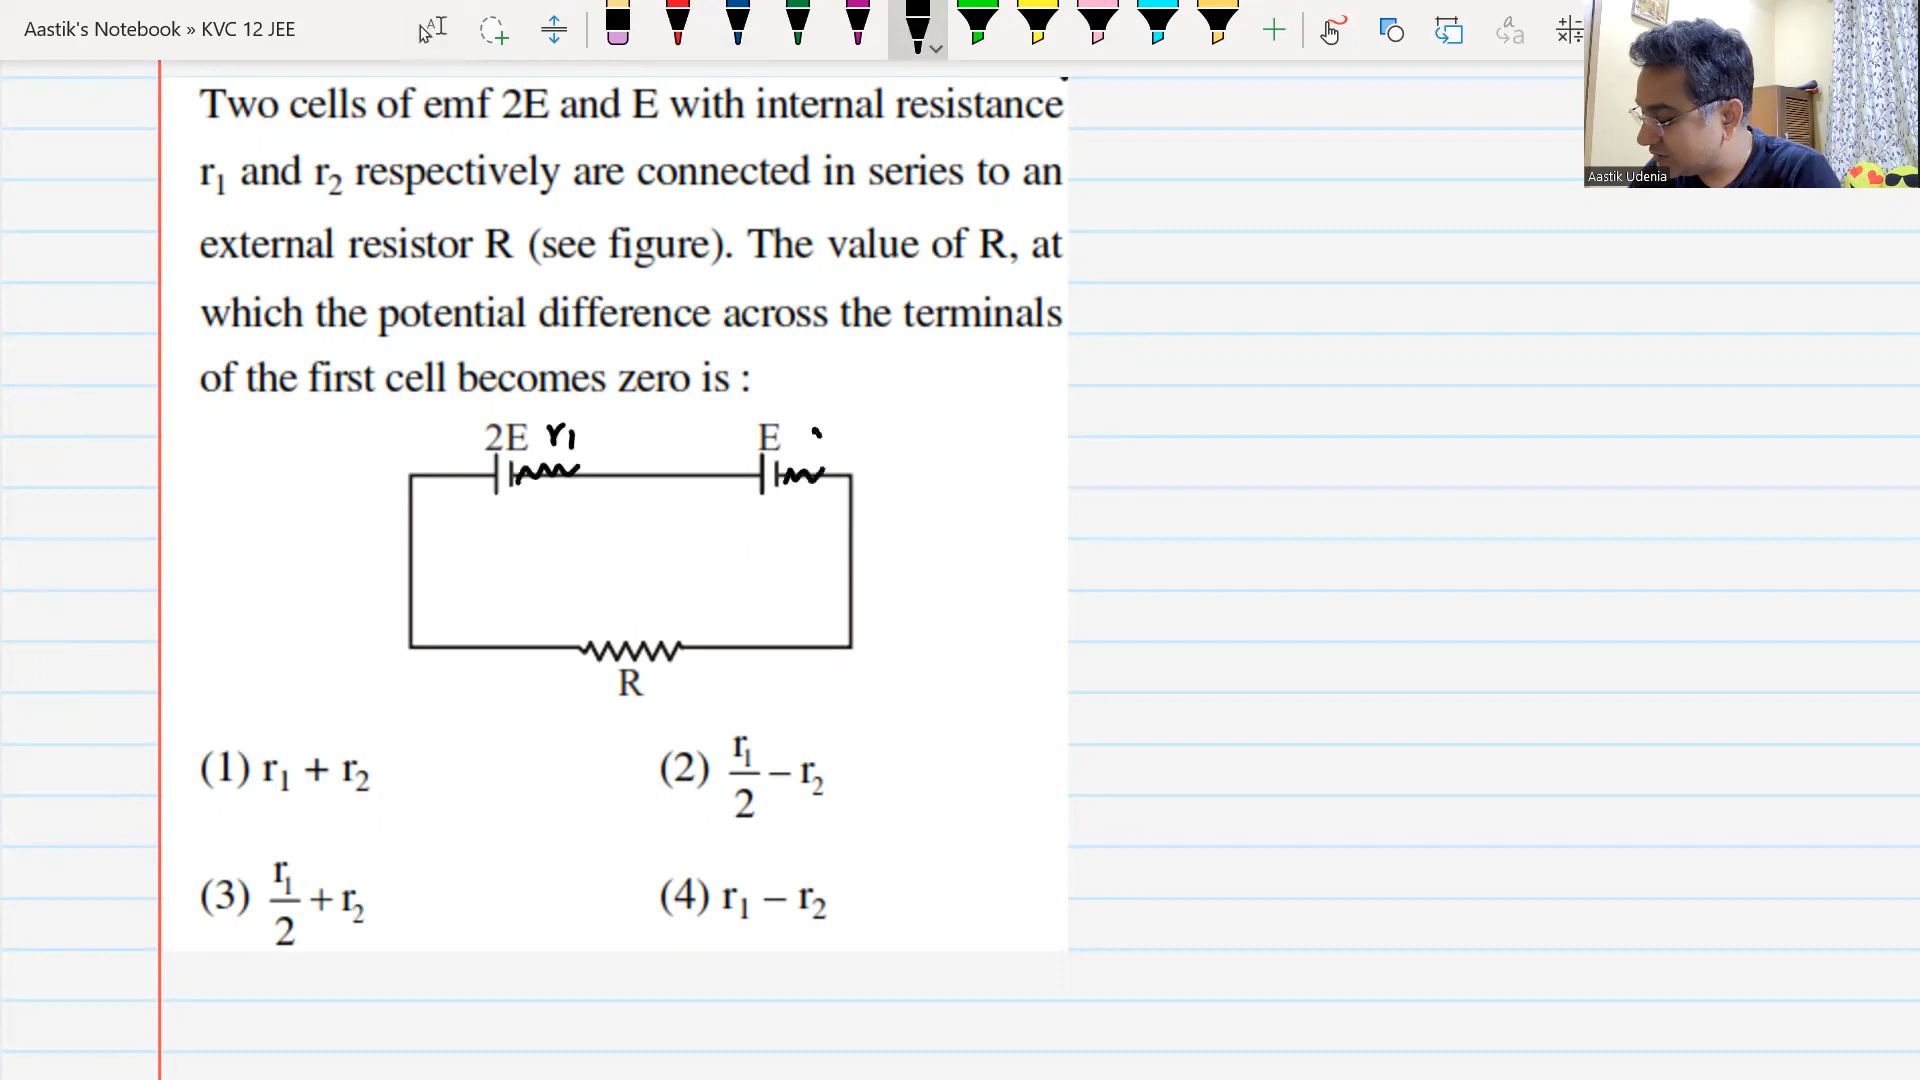 Aastik's Notebook » KVC 12 JEE
Aastik Udenia
Two cells of emf 2E and E with internal resistance
r₁ and r₂ respectively are connected in series to an
external resistor R (see figure). The value of R, at
which the potential difference across the terminals
of the first cell becomes zero is :
2E r₁ E
R
(1) r₁ + r₂ (2) r₁/2 − r₂
(3) r₁/2 + r₂ (4) r₁ − r₂